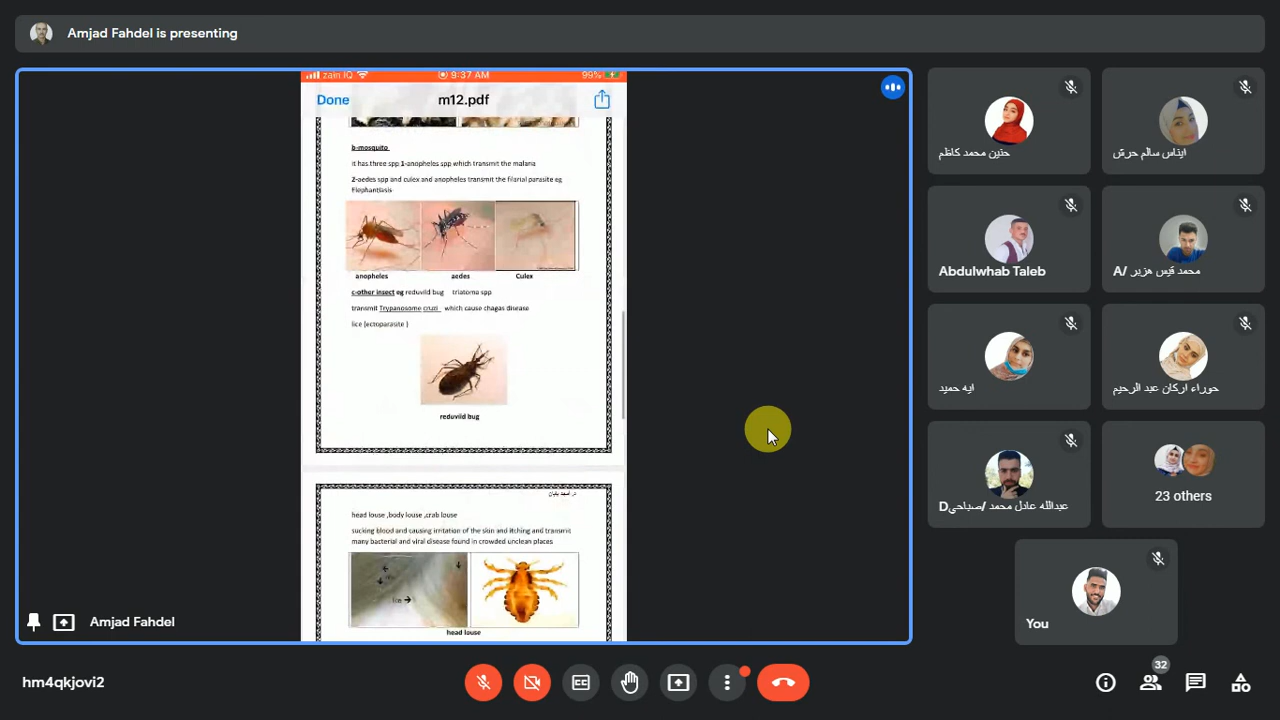 Amjad Fahdel is presenting
zain IQ
9:37 AM
99%
Done
m12.pdf
b-mosquito
it has three spp 1-anopheles spp which transmit the malaria
2-aedes spp and culex and anopheles transmit the filarial parasite eg
Elephantiasis
anopheles aedes Culex
c-other insect eg reduvild bug triatoma spp
transmit Trypanosome cruzi which cause chagas disease
lice (ectoparasite )
reduvild bug
head louse ,body louse ,crab louse
sucking blood and causing irritation of the skin and itching and transmit
many bacterial and viral disease found in crowded unclean places
lice
head louse
Amjad Fahdel
حنين محمد كاظم
ايناس سالم حرش
Abdulwhab Taleb
محمد قيس هزبر /A
ايه حميد
حوراء اركان عبد الرحيم
عبدالله عادل محمد /صباحيD
23 others
You
hm4qkjovi2
CC
32